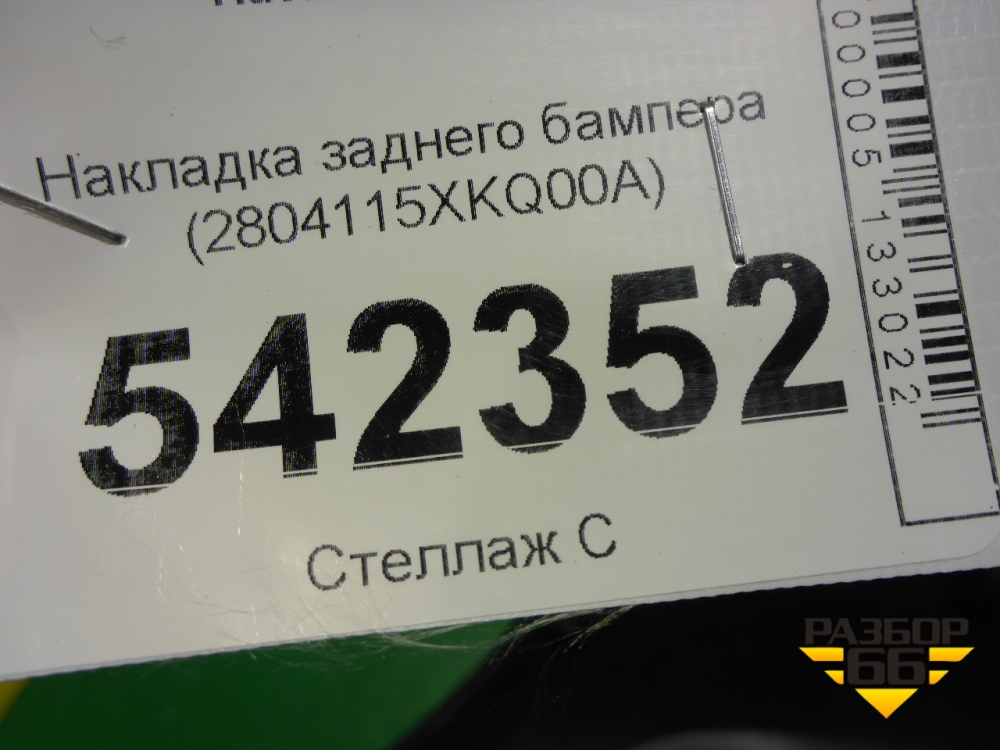 Накладка заднего бампера
(2804115XKQ00A)
542352
Стеллаж С
00005133022
РАЗБОР
66